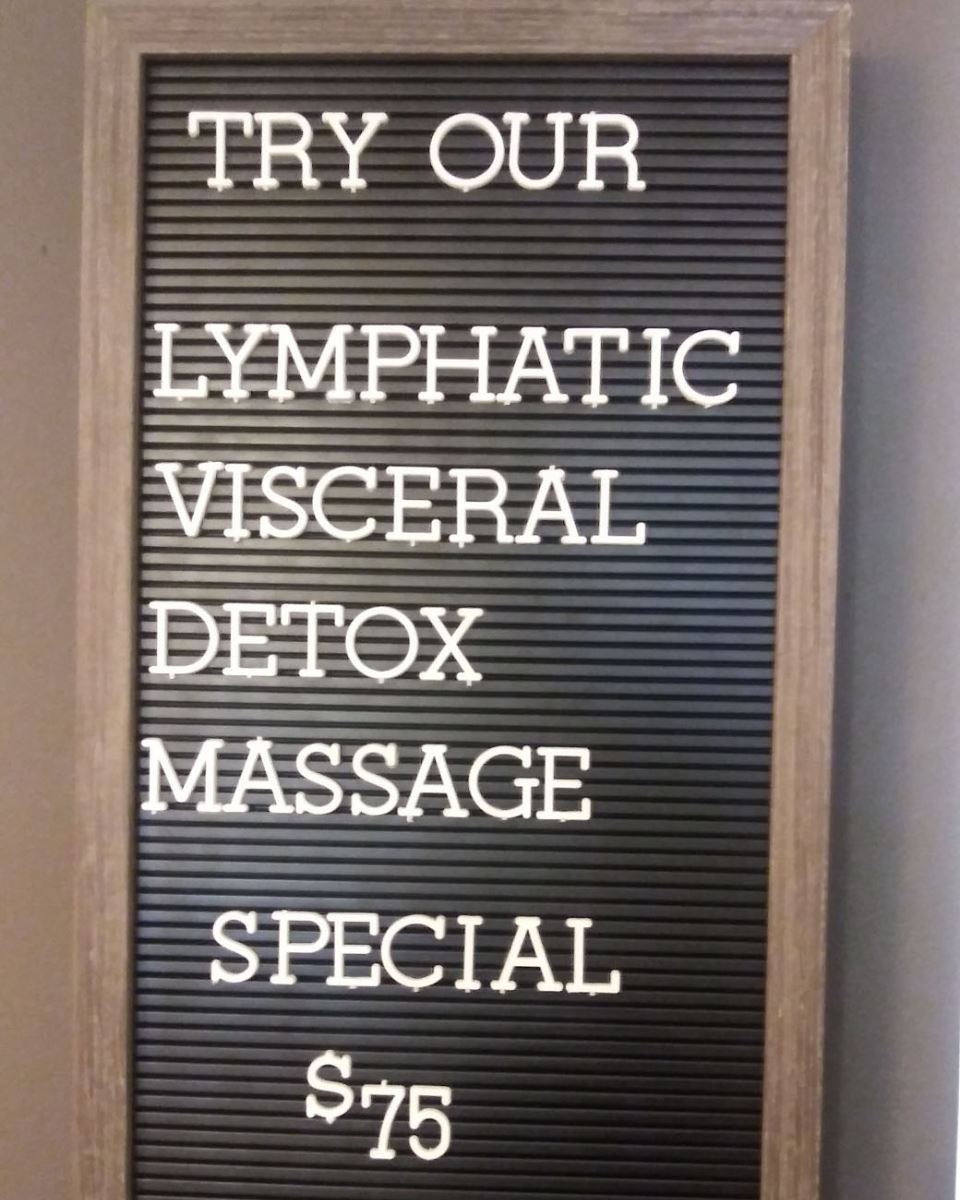 TRY OUR
LYMPHATIC
VISCERAL
DETOX
MASSAGE
SPECIAL
$75